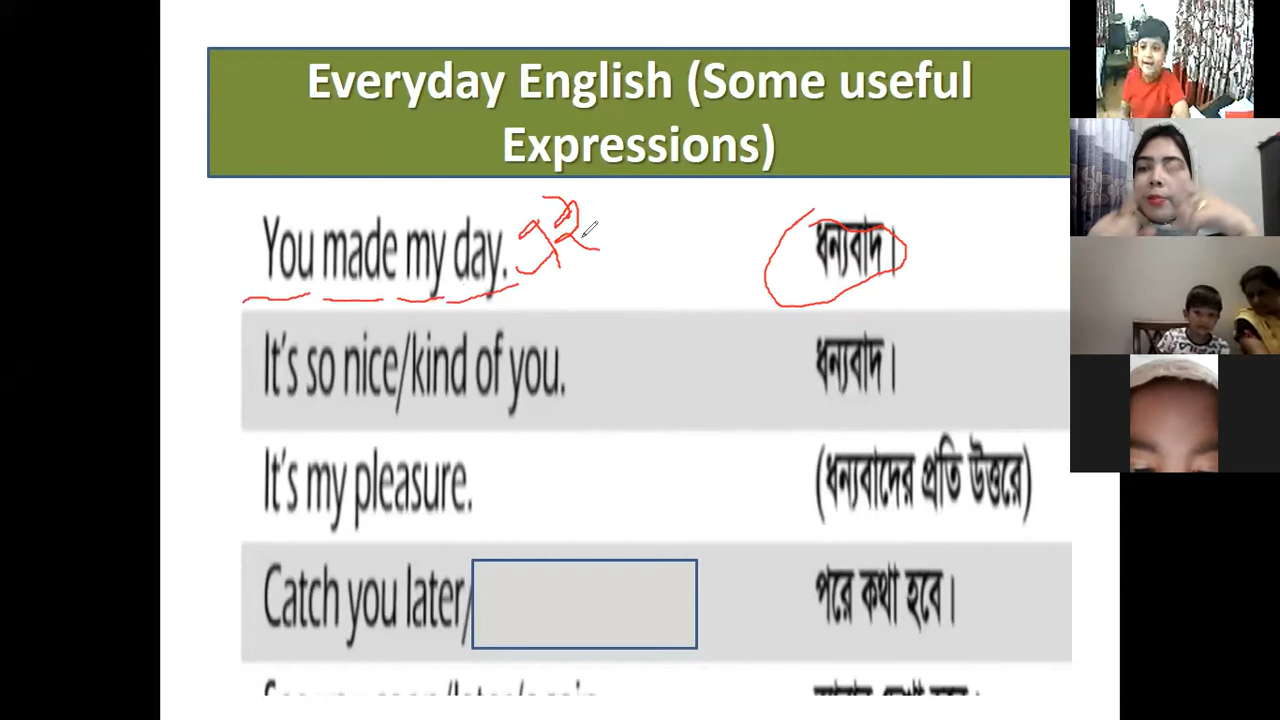 Everyday English (Some useful
Expressions)
You made my day. ধন্যবাদ।
It's so nice/kind of you. ধন্যবাদ।
It's my pleasure. (ধন্যবাদের প্রতি উত্তরে)
Catch you later/ পরে কথা হবে।